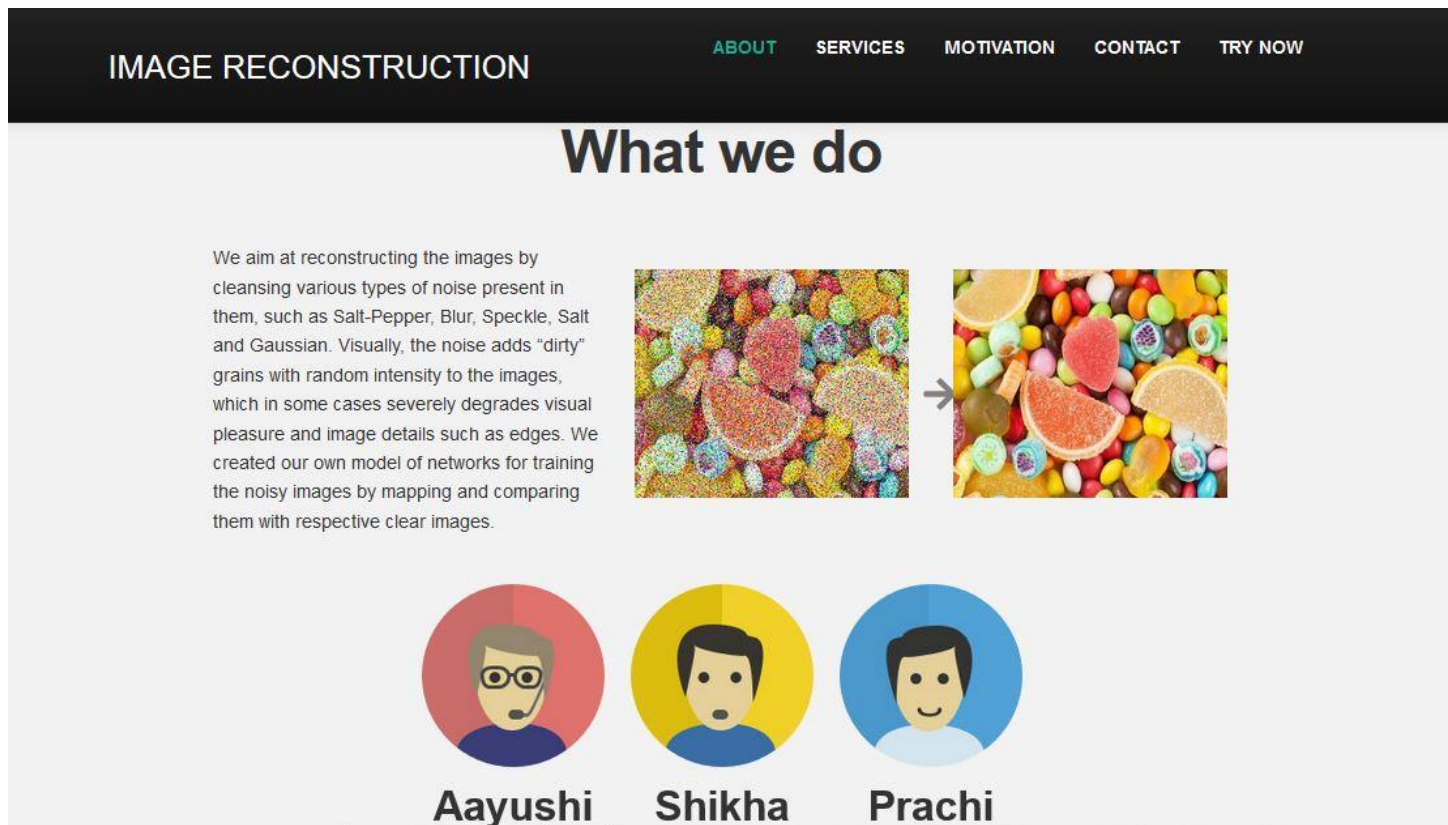 IMAGE RECONSTRUCTION
ABOUT SERVICES MOTIVATION CONTACT TRY NOW
What we do
We aim at reconstructing the images by
cleansing various types of noise present in
them, such as Salt-Pepper, Blur, Speckle, Salt
and Gaussian. Visually, the noise adds “dirty”
grains with random intensity to the images,
which in some cases severely degrades visual
pleasure and image details such as edges. We
created our own model of networks for training
the noisy images by mapping and comparing
them with respective clear images.
Aayushi Shikha Prachi